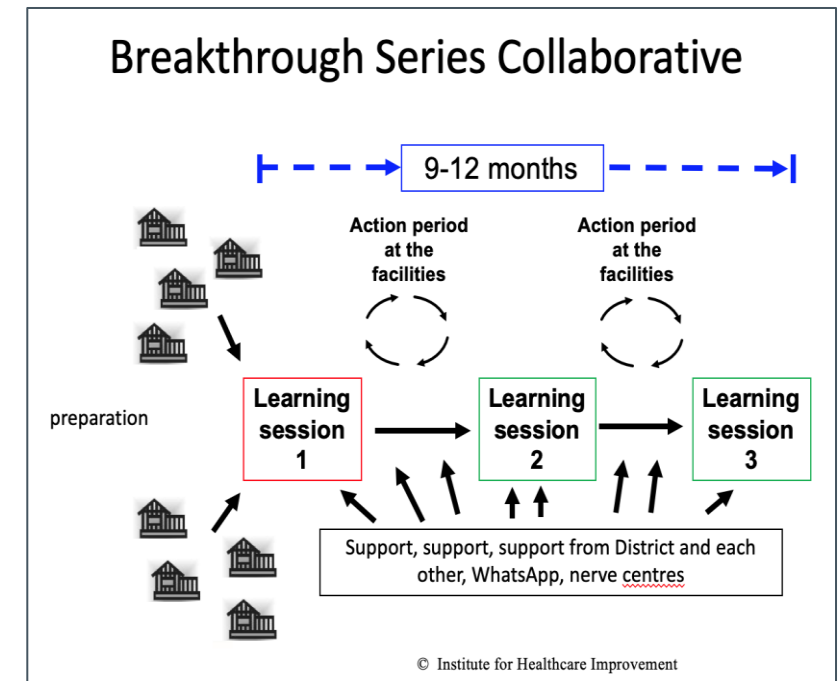 Breakthrough Series Collaborative
9-12 months
Action period
at the
facilities
Action period
at the
facilities
preparation
Learning
session
1
Learning
session
2
Learning
session
3
Support, support, support from District and each
other, WhatsApp, nerve centres
© Institute for Healthcare Improvement